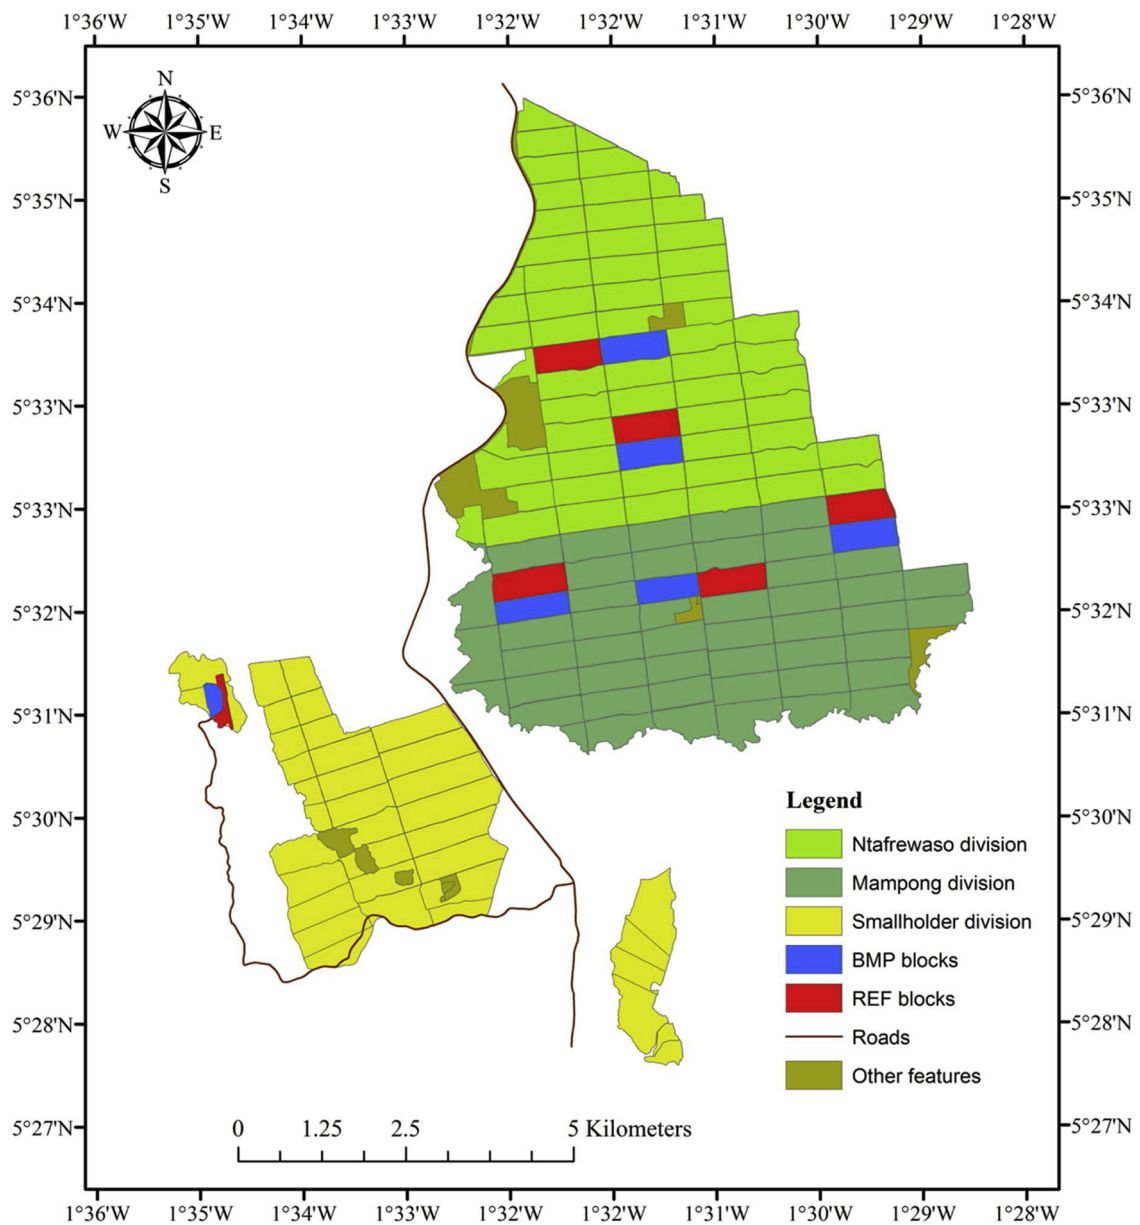 1°36'W 1°35'W 1°34'W 1°33'W 1°32'W 1°32'W 1°31'W 1°30'W 1°29'W 1°28'W
N
W E
S
5°36'N 5°36'N
5°35'N 5°35'N
5°34'N 5°34'N
5°33'N 5°33'N
5°33'N 5°33'N
5°32'N 5°32'N
5°31'N 5°31'N
5°30'N 5°30'N
5°29'N 5°29'N
5°28'N 5°28'N
5°27'N 5°27'N
Legend
Ntafrewaso division
Mampong division
Smallholder division
BMP blocks
REF blocks
Roads
Other features
0 1.25 2.5 5 Kilometers
1°36'W 1°35'W 1°34'W 1°33'W 1°32'W 1°32'W 1°31'W 1°30'W 1°29'W 1°28'W